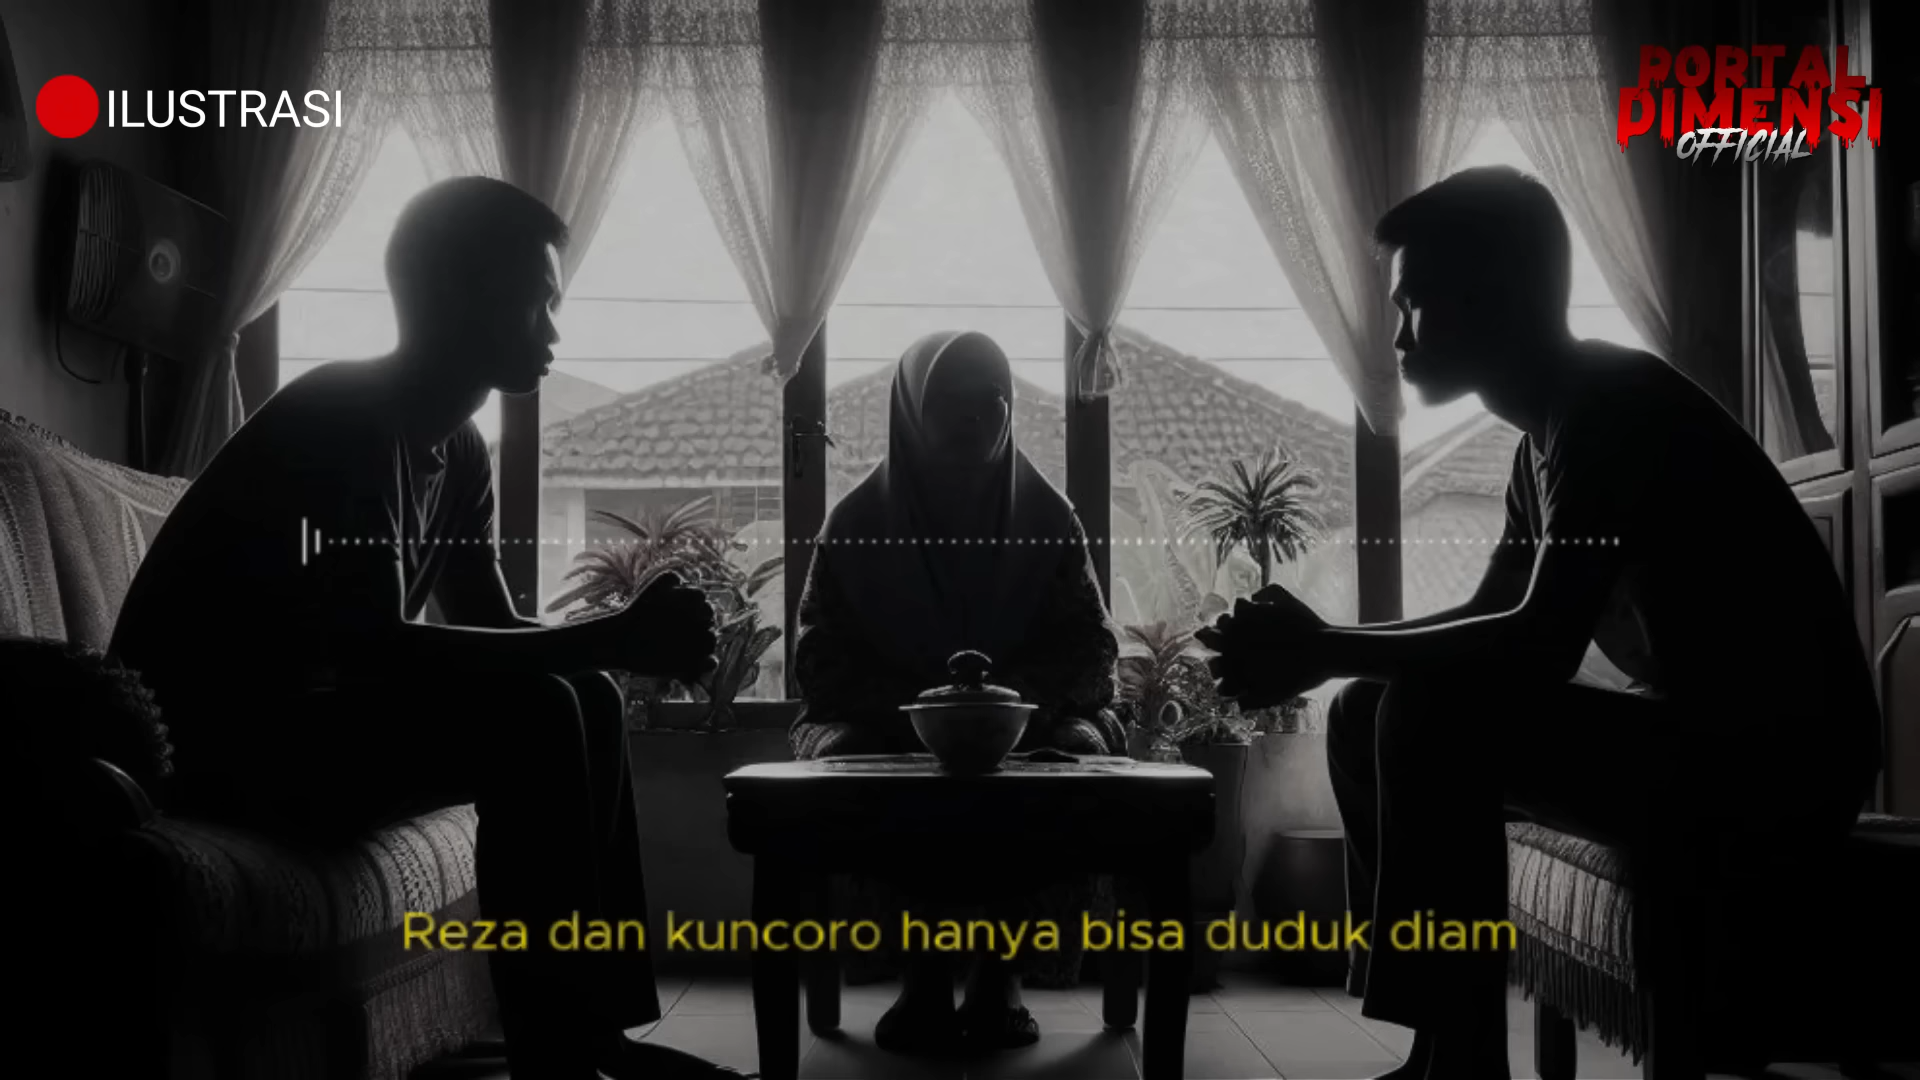 ILUSTRASI
PORTAL
DIMENSI
OFFICIAL
Reza dan kuncoro hanya bisa duduk diam